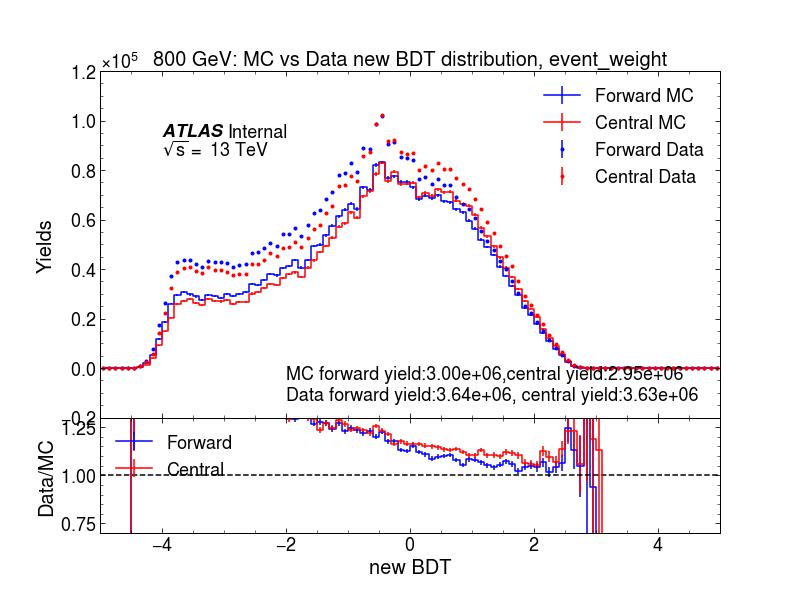 ×10⁵ 800 GeV: MC vs Data new BDT distribution, event_weight
1.2
1.0
0.8
0.6
0.4
0.2
0.0
0.2
Yields
ATLAS Internal
√s = 13 TeV
Forward MC
Central MC
Forward Data
Central Data
MC forward yield:3.00e+06,central yield:2.95e+06
Data forward yield:3.64e+06, central yield:3.63e+06
1.25
1.00
0.75
Data/MC
Forward
Central
−4 −2 0 2 4
new BDT